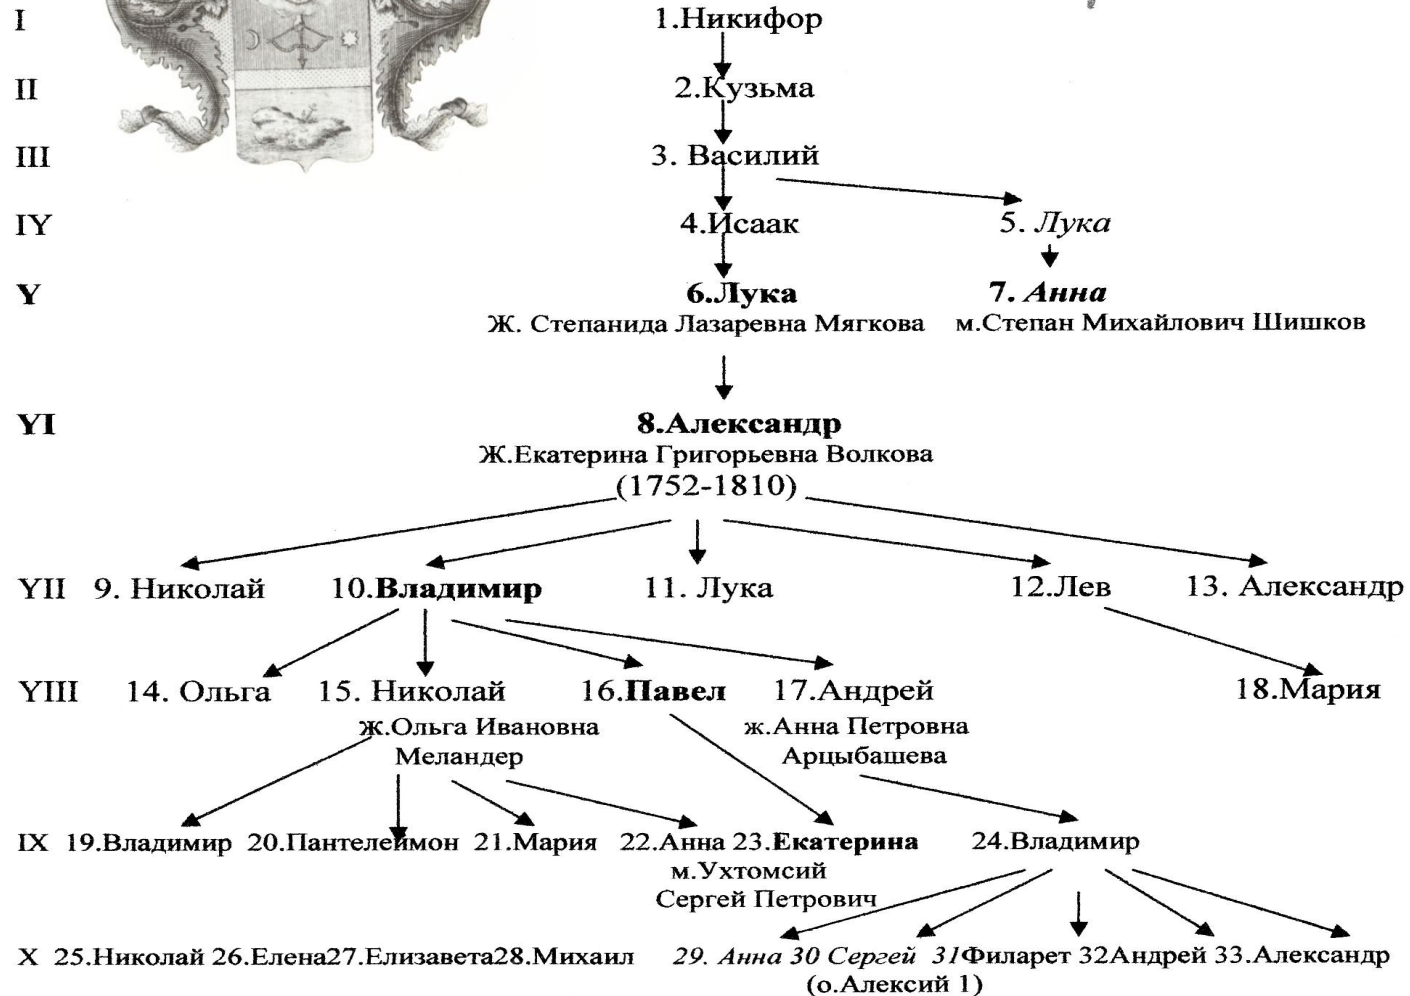 I 1.Никифор
II 2.Кузьма
III 3. Василий
IY 4.Исаак 5. Лука
Y 6.Лука 7. Анна
Ж. Степанида Лазаревна Мягкова м.Степан Михайлович Шишков
YI 8.Александр
Ж.Екатерина Григорьевна Волкова
(1752-1810)
YII 9. Николай 10.Владимир 11. Лука 12.Лев 13. Александр
YIII 14. Ольга 15. Николай 16.Павел 17.Андрей 18.Мария
ж.Ольга Ивановна ж.Анна Петровна
Меландер Арцыбашева
IX 19.Владимир 20.Пантелеимон 21.Мария 22.Анна 23.Екатерина 24.Владимир
м.Ухтомсий
Сергей Петрович
X 25.Николай 26.Елена27.Елизавета28.Михаил 29. Анна 30 Сергей 31Филарет 32Андрей 33.Александр
(о.Алексий 1)